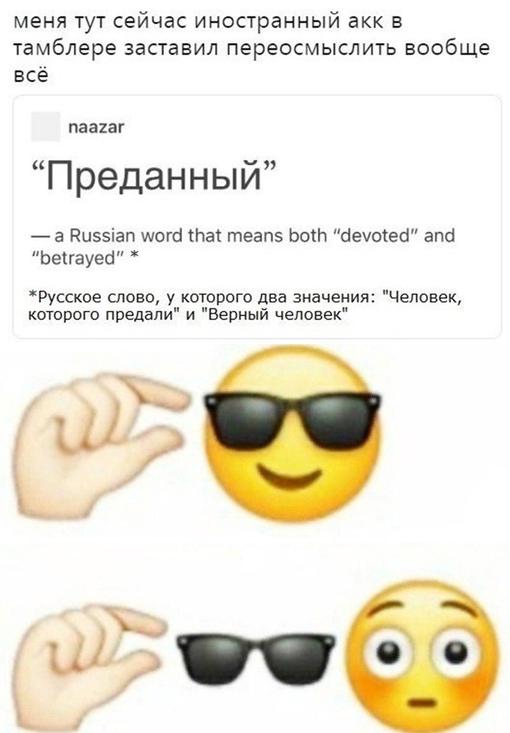 меня тут сейчас иностранный акк в
тамблере заставил переосмыслить вообще
всё
naazar
“Преданный”
— a Russian word that means both “devoted” and
“betrayed” *
*Русское слово, у которого два значения: "Человек,
которого предали" и "Верный человек"